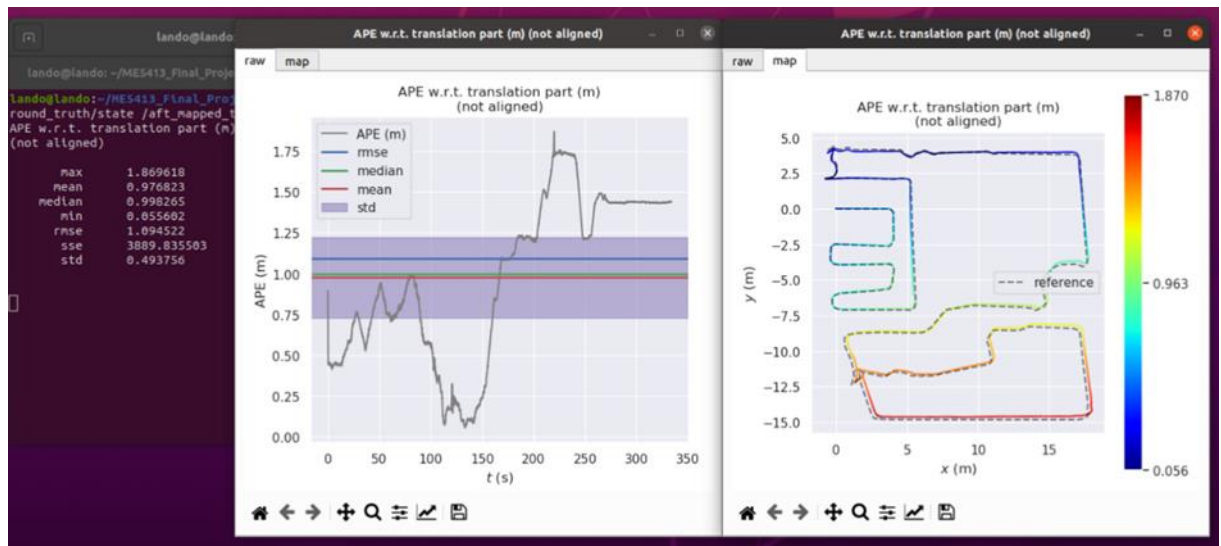 lando@lando:
lando@lando: ~/ME5413_Final_Proje
lando@lando:~/ME5413_Final_Proj
round_truth/state /aft_mapped_t
APE w.r.t. translation part (m)
(not aligned)
max 1.869618
mean 0.976823
median 0.998265
min 0.055602
rmse 1.094522
sse 3889.835503
std 0.493756
APE w.r.t. translation part (m) (not aligned)
raw map
APE w.r.t. translation part (m)
(not aligned)
APE (m)
rmse
median
mean
std
1.75
1.50
1.25
1.00
0.75
0.50
0.25
0.00
APE (m)
0 50 100 150 200 250 300 350
t (s)
APE w.r.t. translation part (m) (not aligned)
raw map
APE w.r.t. translation part (m)
(not aligned)
5.0
2.5
0.0
−2.5
−5.0
−7.5
−10.0
−12.5
−15.0
y (m)
reference
0 5 10 15
x (m)
1.870
0.963
0.056